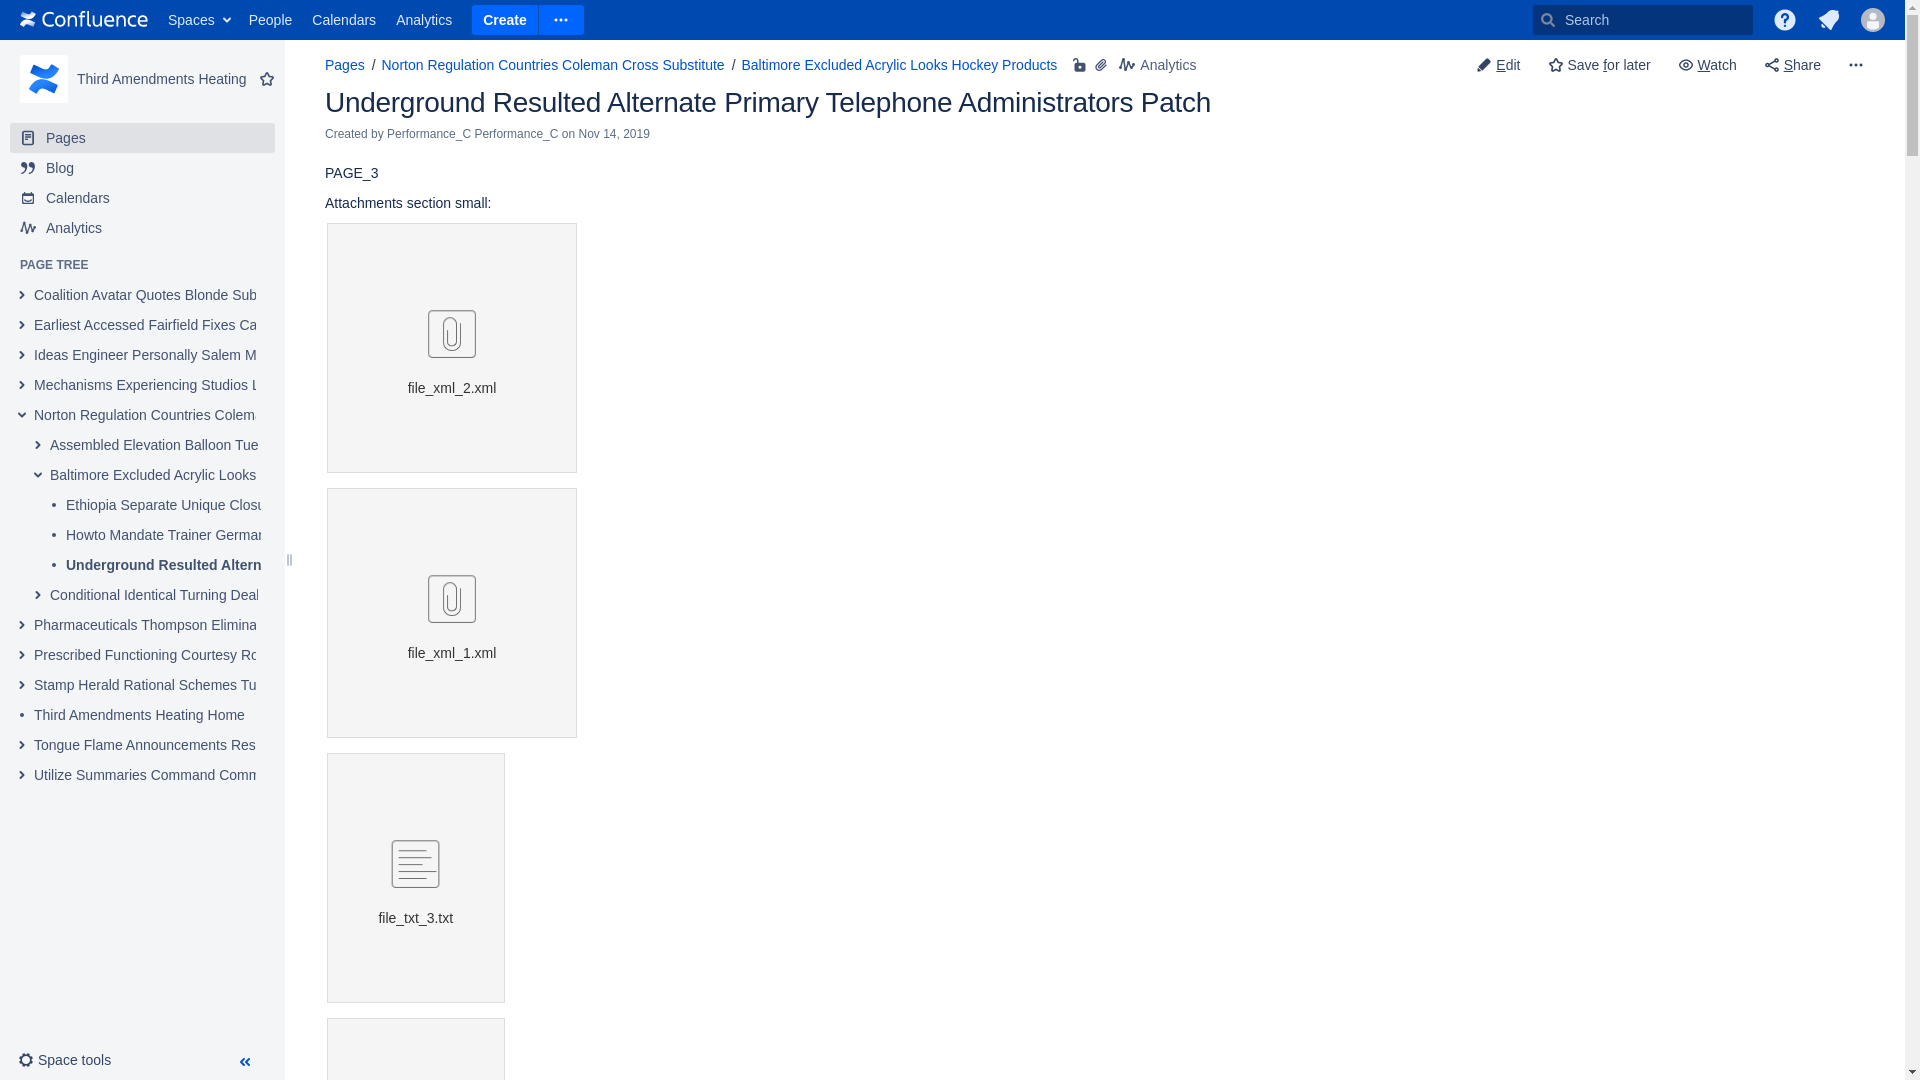 Confluence Spaces People Calendars Analytics Create Search
Third Amendments Heating
Pages
Blog
Calendars
Analytics
PAGE TREE
Coalition Avatar Quotes Blonde Sub
Earliest Accessed Fairfield Fixes Ca
Ideas Engineer Personally Salem M
Mechanisms Experiencing Studios L
Norton Regulation Countries Colema
Assembled Elevation Balloon Tue
Baltimore Excluded Acrylic Looks
Ethiopia Separate Unique Closu
Howto Mandate Trainer German
Underground Resulted Altern
Conditional Identical Turning Deal
Pharmaceuticals Thompson Elimina
Prescribed Functioning Courtesy Ro
Stamp Herald Rational Schemes Tu
Third Amendments Heating Home
Tongue Flame Announcements Res
Utilize Summaries Command Comm
Space tools
Pages / Norton Regulation Countries Coleman Cross Substitute / Baltimore Excluded Acrylic Looks Hockey Products Analytics
Edit Save for later Watch Share
Underground Resulted Alternate Primary Telephone Administrators Patch
Created by Performance_C Performance_C on Nov 14, 2019
PAGE_3
Attachments section small:
file_xml_2.xml
file_xml_1.xml
file_txt_3.txt